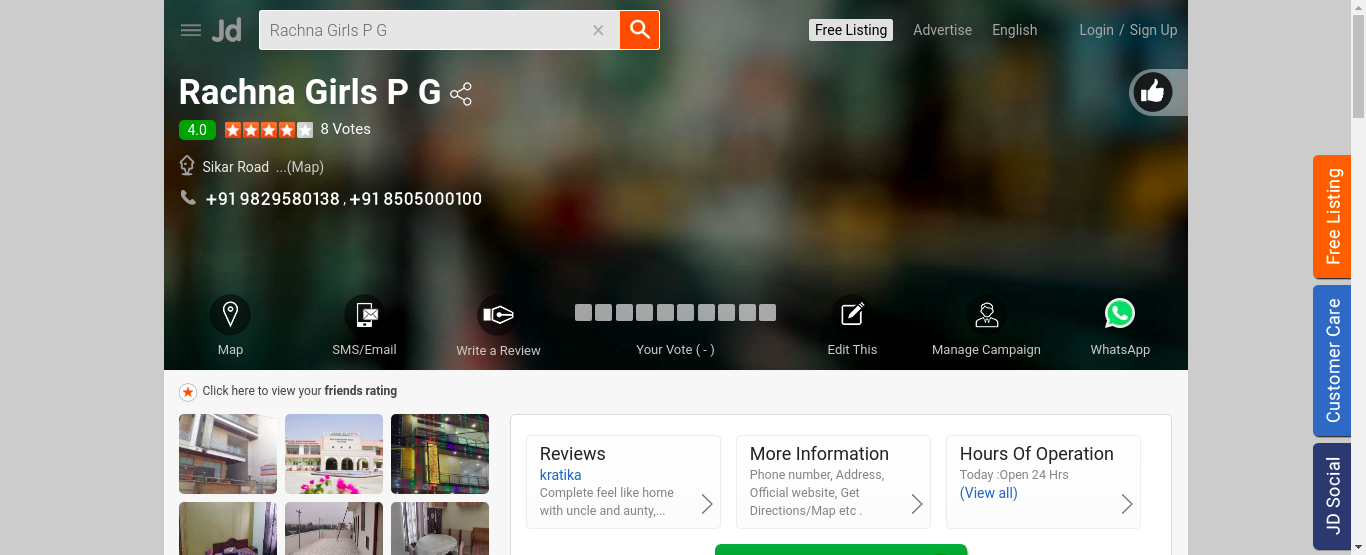 Jd
Rachna Girls P G
Free Listing
Advertise
English
Login / Sign Up
Rachna Girls P G
4.0
8 Votes
Sikar Road ...(Map)
+91 9829580138 , +91 8505000100
Map
SMS/Email
Write a Review
Your Vote ( - )
Edit This
Manage Campaign
WhatsApp
Click here to view your friends rating
Reviews
kratika
Complete feel like home
with uncle and aunty,...
More Information
Phone number, Address,
Official website, Get
Directions/Map etc .
Hours Of Operation
Today :Open 24 Hrs
(View all)
Free Listing
Customer Care
JD Social